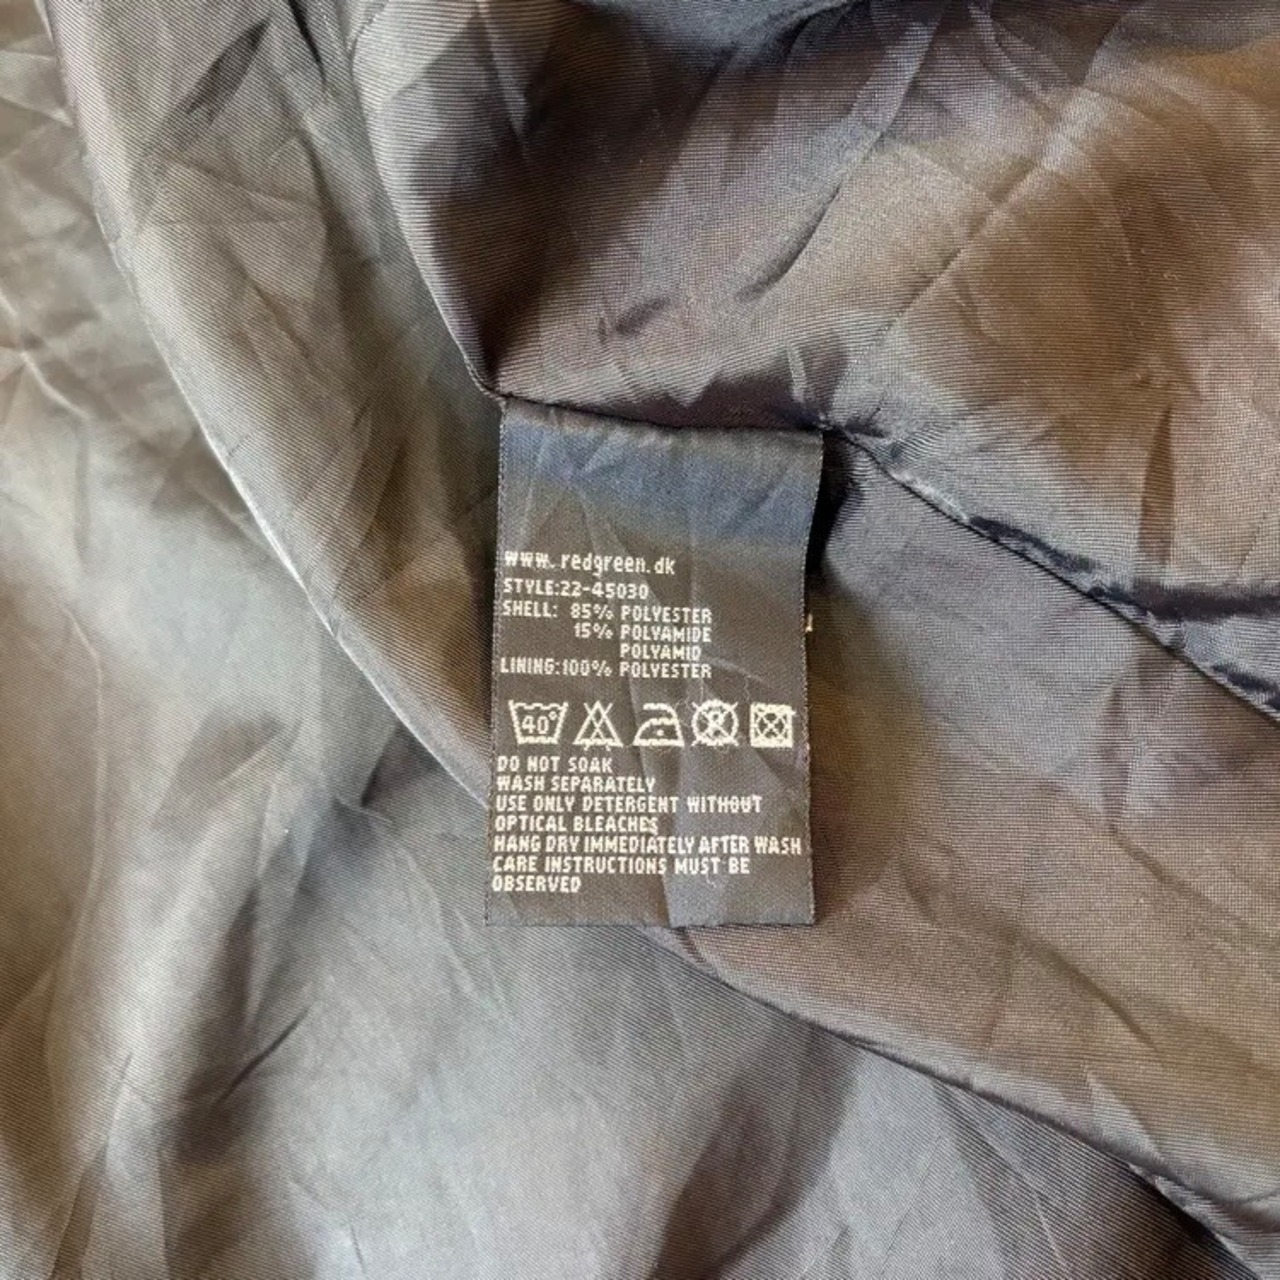 www.redgreen.dk
STYLE:22-45030
SHELL: 85% POLYESTER
15% POLYAMIDE
POLYAMID
LINING:100% POLYESTER
40°
DO NOT SOAK
WASH SEPARATELY
USE ONLY DETERGENT WITHOUT
OPTICAL BLEACHES
HANG DRY IMMEDIATELY AFTER WASH
CARE INSTRUCTIONS MUST BE
OBSERVED